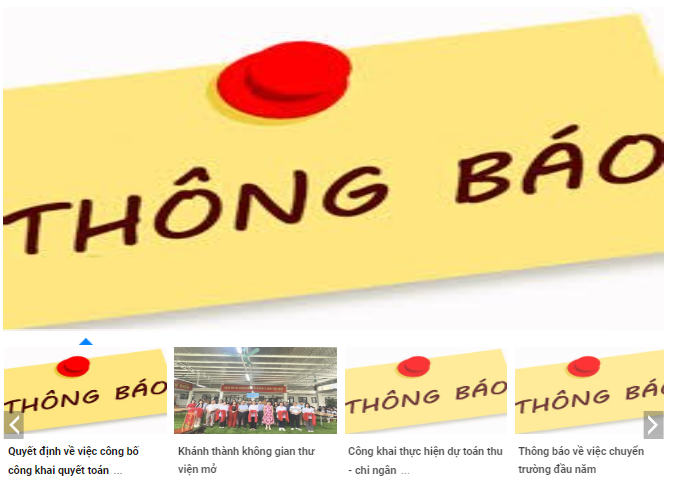 THÔNG BÁO
THÔNG BÁO
THÔNG BÁO
THÔNG BÁO
Quyết định về việc công bố
công khai quyết toán ...
Khánh thành không gian thư
viện mở
Công khai thực hiện dự toán thu
- chi ngân ...
Thông báo về việc chuyển
trường đầu năm